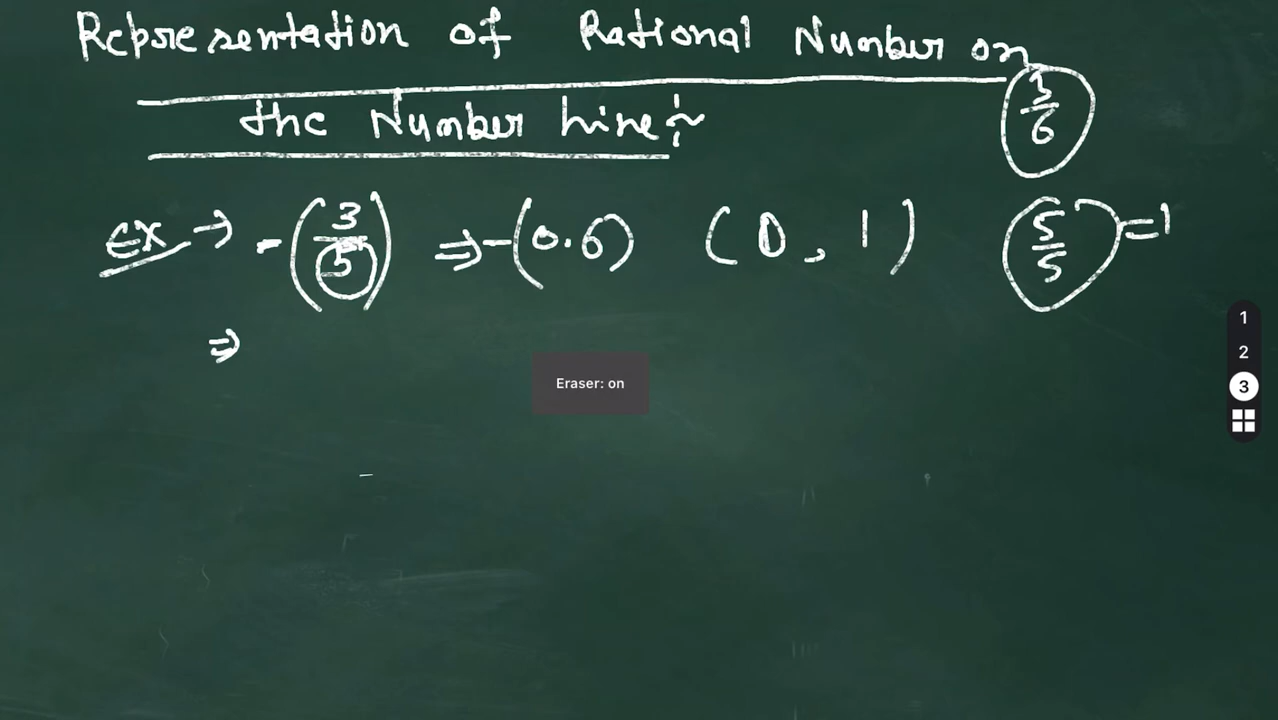 Representation of Rational Number on
the Number Line :~
3/6
Ex → -(3/5) ⇒ -(0.6) (0, 1) 5/5 = 1
⇒
Eraser: on
1
2
3